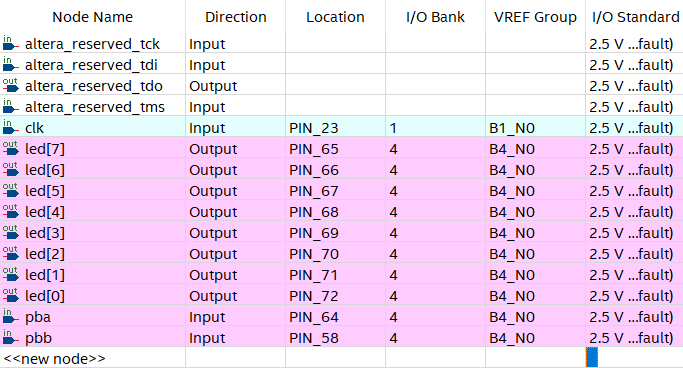 Node Name Direction Location I/O Bank VREF Group I/O Standard
in altera_reserved_tck Input 2.5 V ...fault)
in altera_reserved_tdi Input 2.5 V ...fault)
out altera_reserved_tdo Output 2.5 V ...fault)
in altera_reserved_tms Input 2.5 V ...fault)
in clk Input PIN_23 1 B1_N0 2.5 V ...fault)
out led[7] Output PIN_65 4 B4_N0 2.5 V ...fault)
out led[6] Output PIN_66 4 B4_N0 2.5 V ...fault)
out led[5] Output PIN_67 4 B4_N0 2.5 V ...fault)
out led[4] Output PIN_68 4 B4_N0 2.5 V ...fault)
out led[3] Output PIN_69 4 B4_N0 2.5 V ...fault)
out led[2] Output PIN_70 4 B4_N0 2.5 V ...fault)
out led[1] Output PIN_71 4 B4_N0 2.5 V ...fault)
out led[0] Output PIN_72 4 B4_N0 2.5 V ...fault)
in pba Input PIN_64 4 B4_N0 2.5 V ...fault)
in pbb Input PIN_58 4 B4_N0 2.5 V ...fault)
<<new node>>